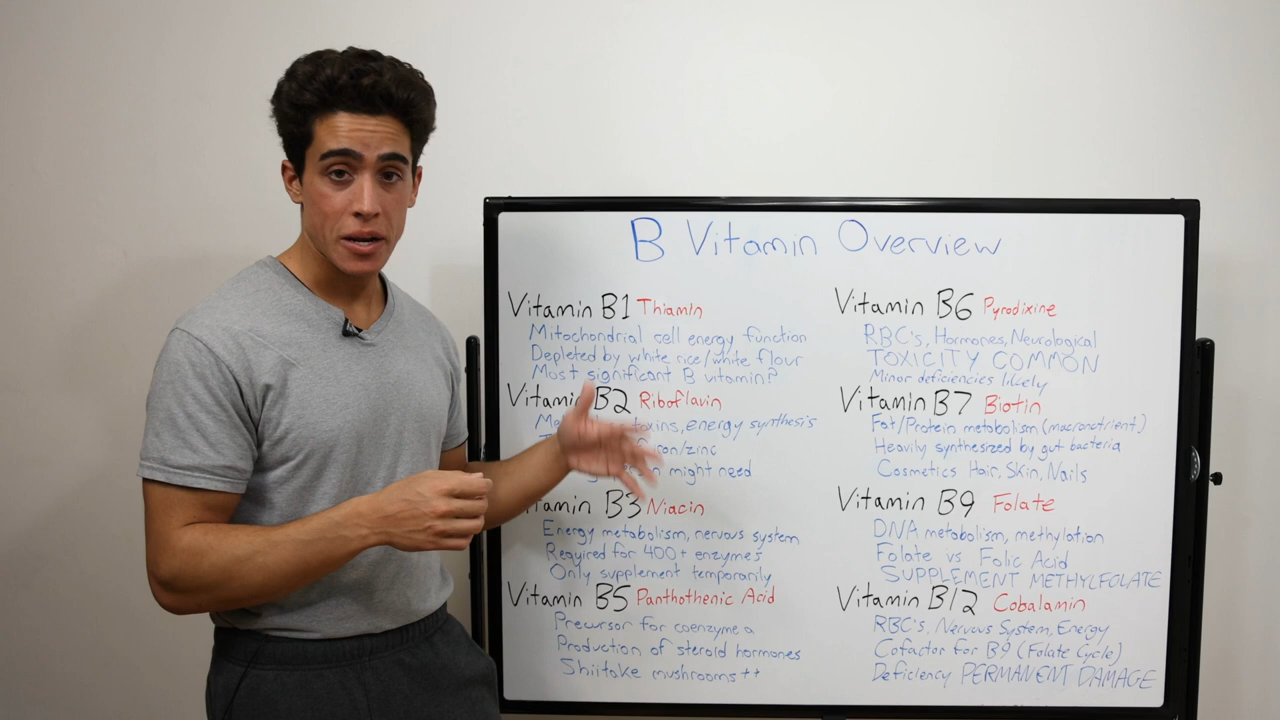 B Vitamin Overview
Vitamin B1 Thiamin
Mitochondrial cell energy function
Depleted by white rice/white flour
Most significant B vitamin?
Vitamin B2 Riboflavin
toxins, energy synthesis
iron/zinc
might need
B3 Niacin
Energy metabolism, nervous system
Required for 400+ enzymes
Only supplement temporarily
Vitamin B5 Panthothenic Acid
Precursor for coenzyme a
Production of steroid hormones
Shiitake mushrooms ++
Vitamin B6 Pyrodixine
RBC's, Hormones, Neurological
TOXICITY COMMON
Minor deficiencies likely
Vitamin B7 Biotin
Fat/Protein metabolism (macronutrient)
Heavily synthesized by gut bacteria
Cosmetics Hair, Skin, Nails
Vitamin B9 Folate
DNA metabolism, methylation
Folate vs Folic Acid
SUPPLEMENT METHYLFOLATE
Vitamin B12 Cobalamin
RBC's, Nervous System, Energy
Cofactor for B9 (Folate Cycle)
Deficiency PERMANENT DAMAGE